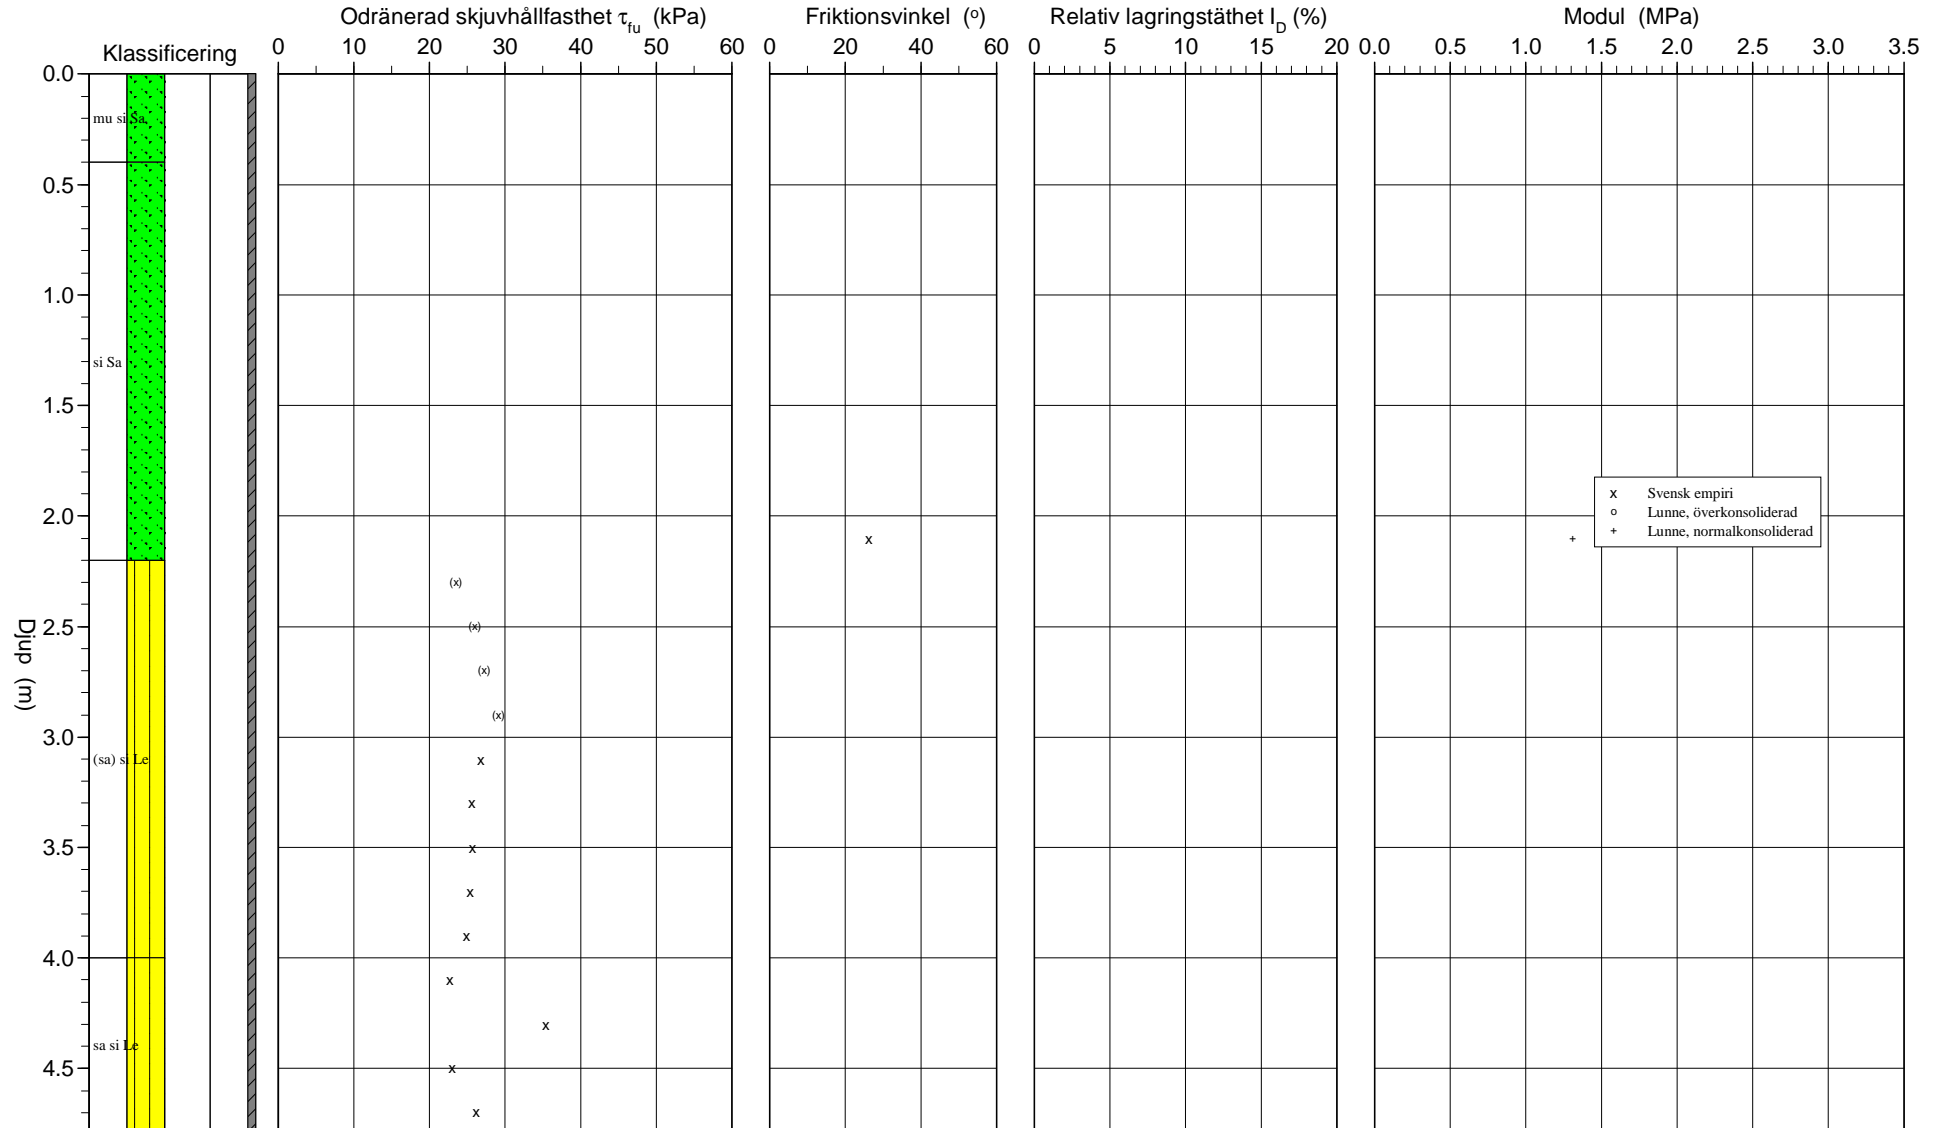 Odränerad skjuvhållfasthet τfu (kPa)
Friktionsvinkel (o)
Relativ lagringstäthet ID (%)
Modul (MPa)
Klassificering
0 10 20 30 40 50 60
0 20 40 60
0 5 10 15 20
0.0 0.5 1.0 1.5 2.0 2.5 3.0 3.5
0.0
mu si Sa
0.5
1.0
si Sa
1.5
2.0
x Svensk empiri
o Lunne, överkonsoliderad
+ Lunne, normalkonsoliderad
x
+
(x)
Djup (m)
2.5
(x)
(x)
(x)
3.0
(sa) si Le
x
x
3.5
x
x
x
4.0
x
x
sa si Le
4.5
x
x